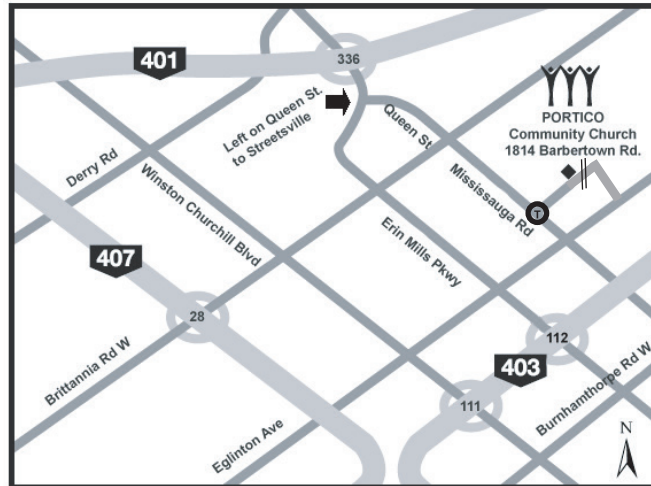 401
336
Left on Queen St.
to Streetsville
Queen St
PORTICO
Community Church
1814 Barbertown Rd.
Derry Rd
Winston Churchill Blvd
Mississauga Rd
T
Erin Mills Pkwy
407
28
Brittannia Rd W
112
403
111
Burnhamthorpe Rd W
Eglinton Ave
N